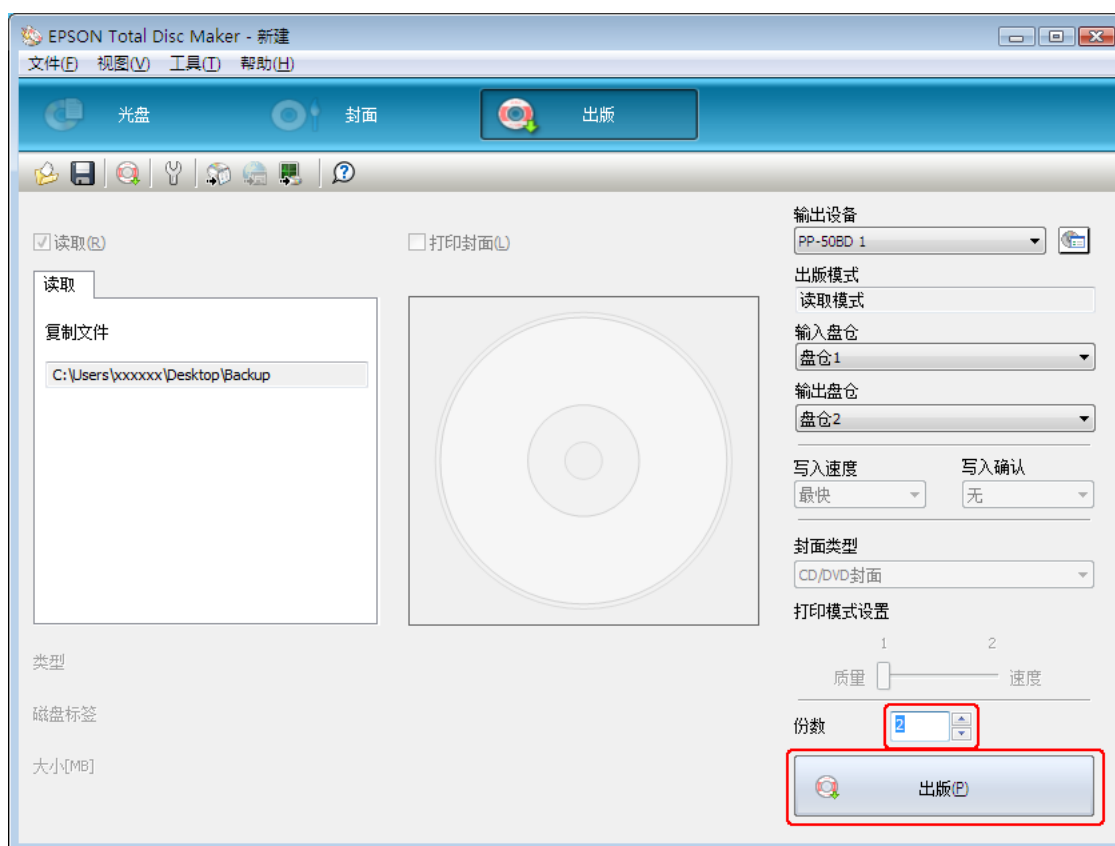 EPSON Total Disc Maker - 新建
文件(F) 视图(V) 工具(T) 帮助(H)
光盘 封面 出版
读取(R)
打印封面(L)
读取
复制文件
C:\Users\xxxxxx\Desktop\Backup
类型
磁盘标签
大小[MB]
输出设备
PP-50BD 1
出版模式
读取模式
输入盘仓
盘仓1
输出盘仓
盘仓2
写入速度 写入确认
最快 无
封面类型
CD/DVD封面
打印模式设置
1 2
质量 速度
份数 2
出版(P)